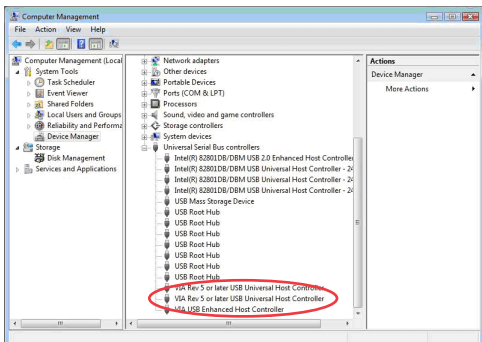 Computer Management
File Action View Help
Computer Management (Local
System Tools
Task Scheduler
Event Viewer
Shared Folders
Local Users and Groups
Reliability and Performa
Device Manager
Storage
Disk Management
Services and Applications
Network adapters
Other devices
Portable Devices
Ports (COM & LPT)
Processors
Sound, video and game controllers
Storage controllers
System devices
Universal Serial Bus controllers
Intel(R) 82801DB/DBM USB 2.0 Enhanced Host Controller
Intel(R) 82801DB/DBM USB Universal Host Controller - 24
Intel(R) 82801DB/DBM USB Universal Host Controller - 24
Intel(R) 82801DB/DBM USB Universal Host Controller - 24
USB Mass Storage Device
USB Root Hub
USB Root Hub
USB Root Hub
USB Root Hub
USB Root Hub
USB Root Hub
USB Root Hub
VIA Rev 5 or later USB Universal Host Controller
VIA Rev 5 or later USB Universal Host Controller
VIA USB Enhanced Host Controller
Actions
Device Manager
More Actions